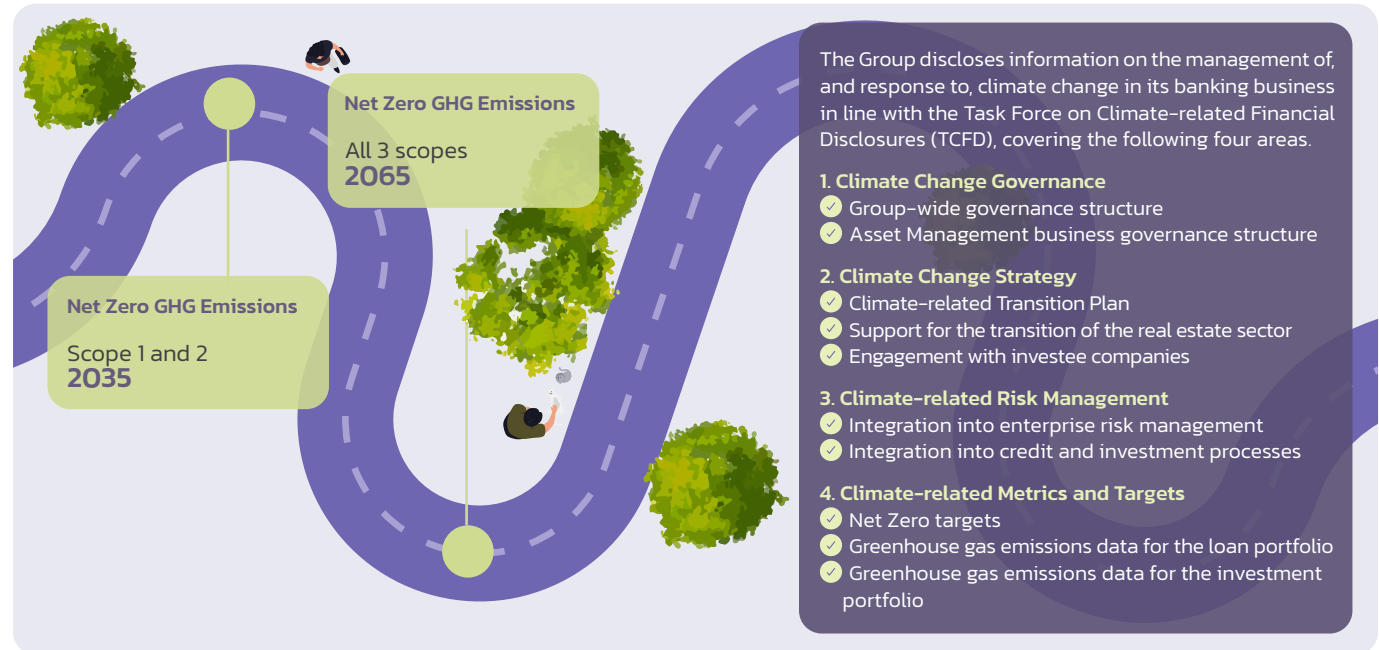 Net Zero GHG Emissions
Scope 1 and 2
2035
Net Zero GHG Emissions
All 3 scopes
2065
The Group discloses information on the management of,
and response to, climate change in its banking business
in line with the Task Force on Climate-related Financial
Disclosures (TCFD), covering the following four areas.
1. Climate Change Governance
Group-wide governance structure
Asset Management business governance structure
2. Climate Change Strategy
Climate-related Transition Plan
Support for the transition of the real estate sector
Engagement with investee companies
3. Climate-related Risk Management
Integration into enterprise risk management
Integration into credit and investment processes
4. Climate-related Metrics and Targets
Net Zero targets
Greenhouse gas emissions data for the loan portfolio
Greenhouse gas emissions data for the investment
portfolio